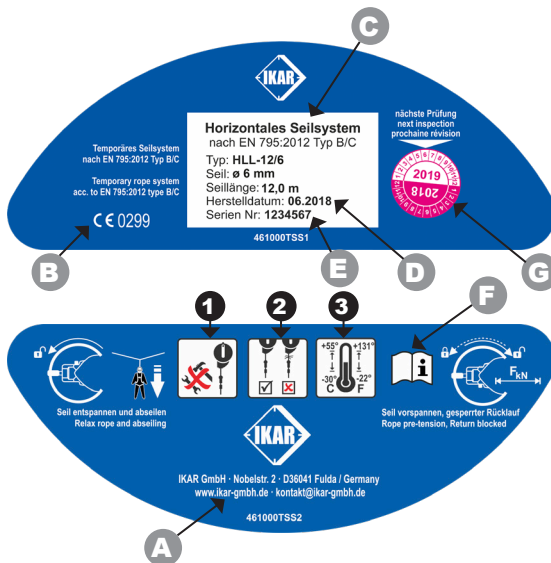 C
IKAR
nächste Prüfung
next inspection
prochaine révision
Horizontales Seilsystem
nach EN 795:2012 Typ B/C
Typ: HLL-12/6
Seil: ø 6 mm
Seillänge: 12,0 m
Herstelldatum: 06.2018
Serien Nr: 1234567
Temporäres Seilsystem
nach EN 795:2012 Typ B/C
Temporary rope system
acc. to EN 795:2012 type B/C
CE 0299
2019
2018
461000TSS1
B
E
D
G
1
2
3
F
+55° +131°
-30° -22°
C F
i
FkN
Seil entspannen und abseilen
Relax rope and abseiling
Seil vorspannen, gesperrter Rücklauf
Rope pre-tension, Return blocked
IKAR
IKAR GmbH · Nobelstr. 2 · D36041 Fulda / Germany
www.ikar-gmbh.de · kontakt@ikar-gmbh.de
461000TSS2
A